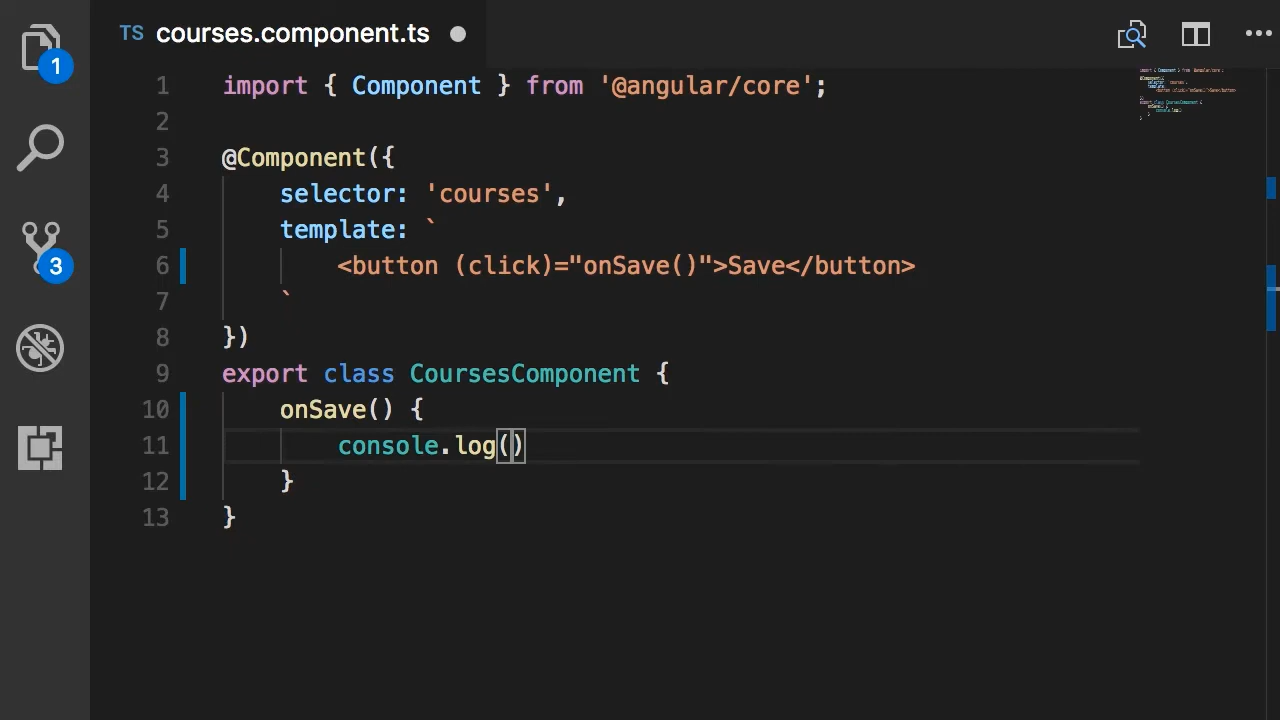 TS courses.component.ts
1
3
1 import { Component } from '@angular/core';
2
3 @Component({
4     selector: 'courses',
5     template: `
6         <button (click)="onSave()">Save</button>
7     `
8 })
9 export class CoursesComponent {
10     onSave() {
11         console.log()
12     }
13 }